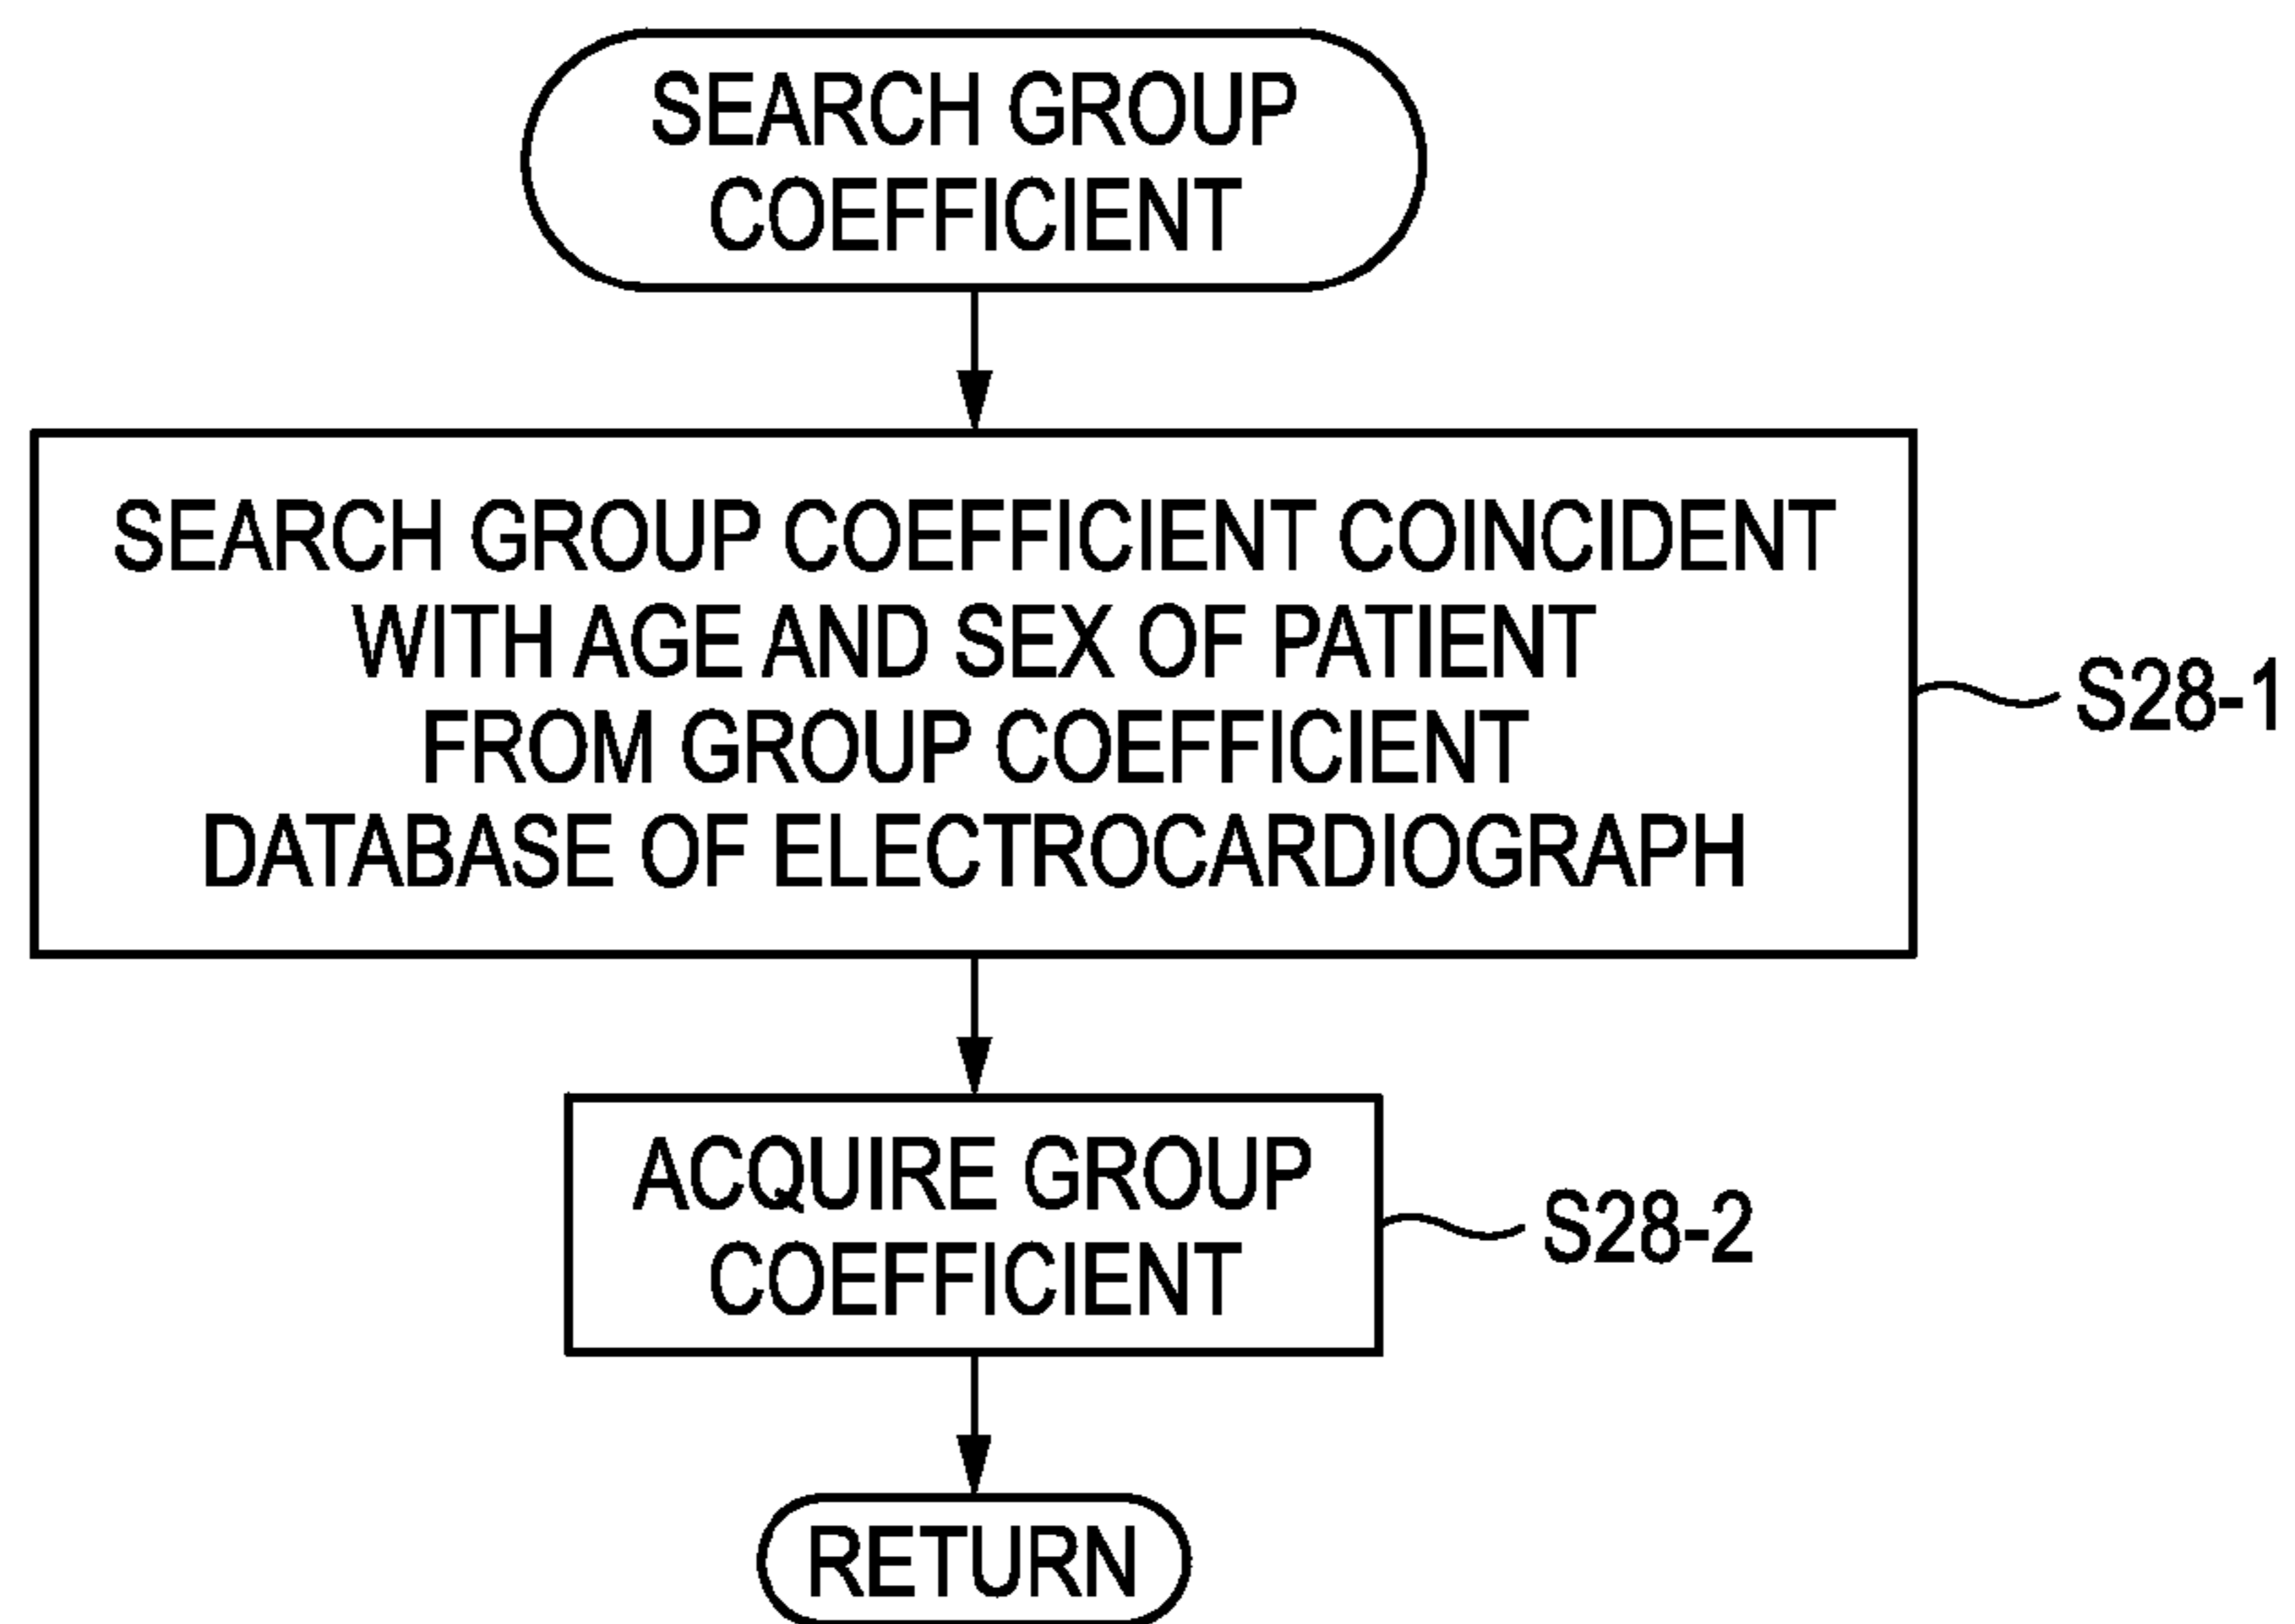 SEARCH GROUP
COEFFICIENT
SEARCH GROUP COEFFICIENT COINCIDENT
WITH AGE AND SEX OF PATIENT
FROM GROUP COEFFICIENT
DATABASE OF ELECTROCARDIOGRAPH
S28-1
ACQUIRE GROUP
COEFFICIENT
S28-2
RETURN